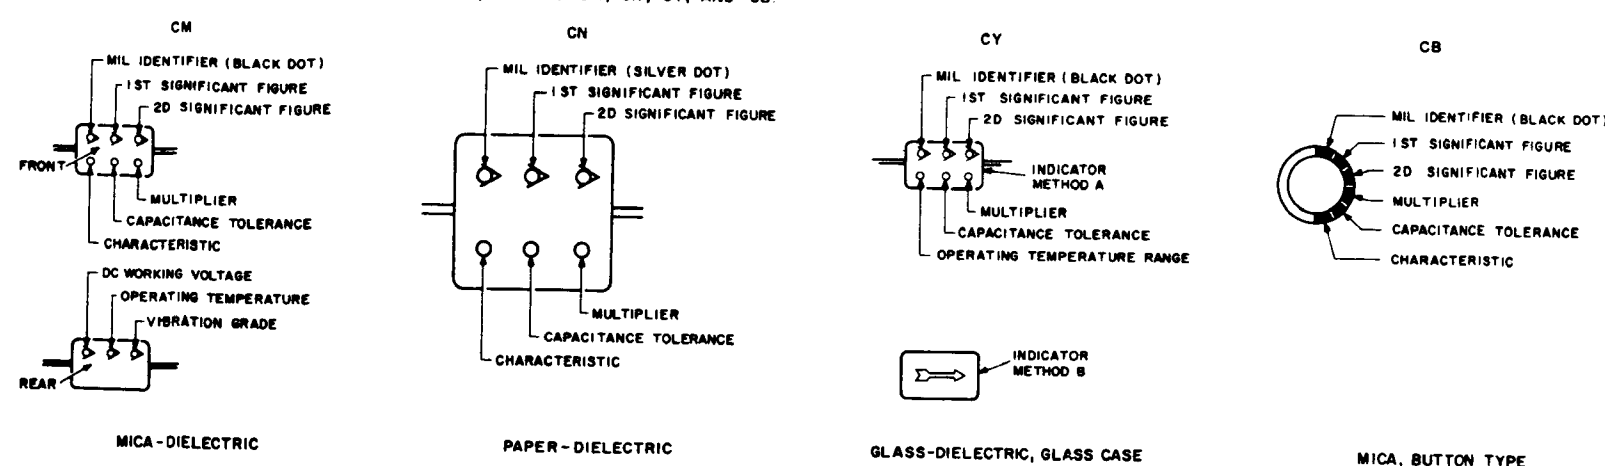 CM
MIL IDENTIFIER (BLACK DOT)
1ST SIGNIFICANT FIGURE
2D SIGNIFICANT FIGURE
FRONT
MULTIPLIER
CAPACITANCE TOLERANCE
CHARACTERISTIC
DC WORKING VOLTAGE
OPERATING TEMPERATURE
VIBRATION GRADE
REAR
MICA-DIELECTRIC
CN
MIL IDENTIFIER (SILVER DOT)
1ST SIGNIFICANT FIGURE
2D SIGNIFICANT FIGURE
MULTIPLIER
CAPACITANCE TOLERANCE
CHARACTERISTIC
PAPER-DIELECTRIC
CY
MIL IDENTIFIER (BLACK DOT)
1ST SIGNIFICANT FIGURE
2D SIGNIFICANT FIGURE
INDICATOR
METHOD A
MULTIPLIER
CAPACITANCE TOLERANCE
OPERATING TEMPERATURE RANGE
INDICATOR
METHOD B
GLASS-DIELECTRIC, GLASS CASE
CB
MIL IDENTIFIER (BLACK DOT)
1ST SIGNIFICANT FIGURE
2D SIGNIFICANT FIGURE
MULTIPLIER
CAPACITANCE TOLERANCE
CHARACTERISTIC
MICA, BUTTON TYPE